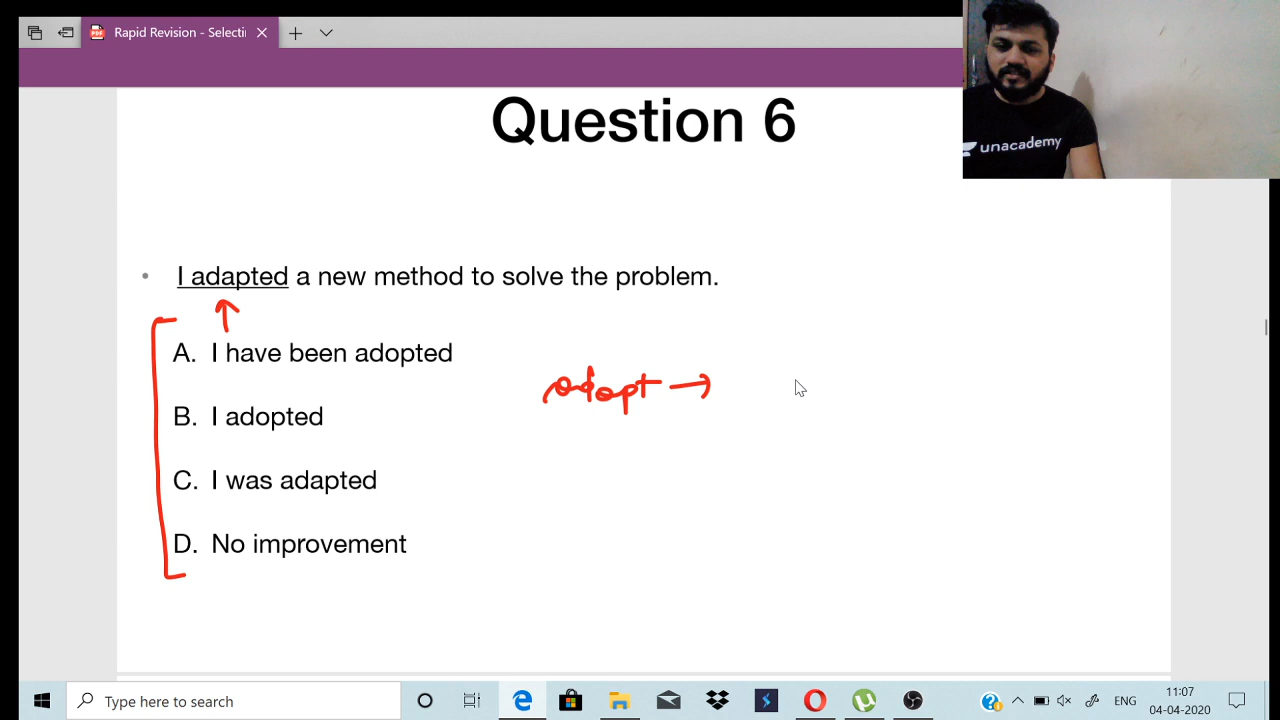 Rapid Revision - Selecti
unacademy
Question 6
• I adapted a new method to solve the problem.
A. I have been adopted
adopt →
B. I adopted
C. I was adapted
D. No improvement
Type here to search
ENG
11:07
04-04-2020